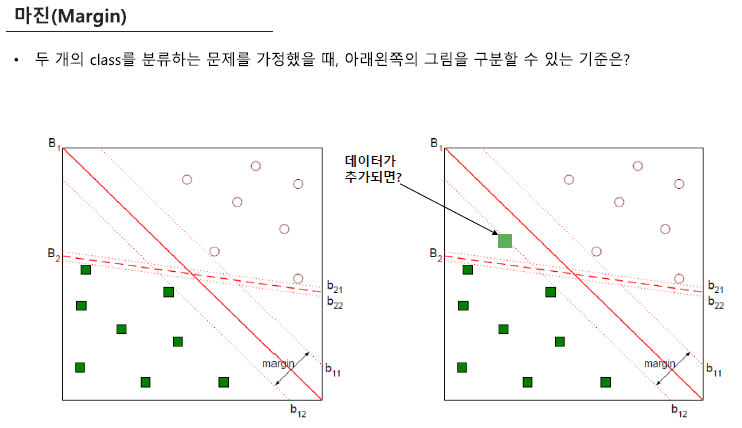 마진(Margin)
• 두 개의 class를 분류하는 문제를 가정했을 때, 아래왼쪽의 그림을 구분할 수 있는 기준은?
B1
B2
b21
b22
margin
b11
b12
데이터가
추가되면?
B1
B2
b21
b22
margin
b11
b12